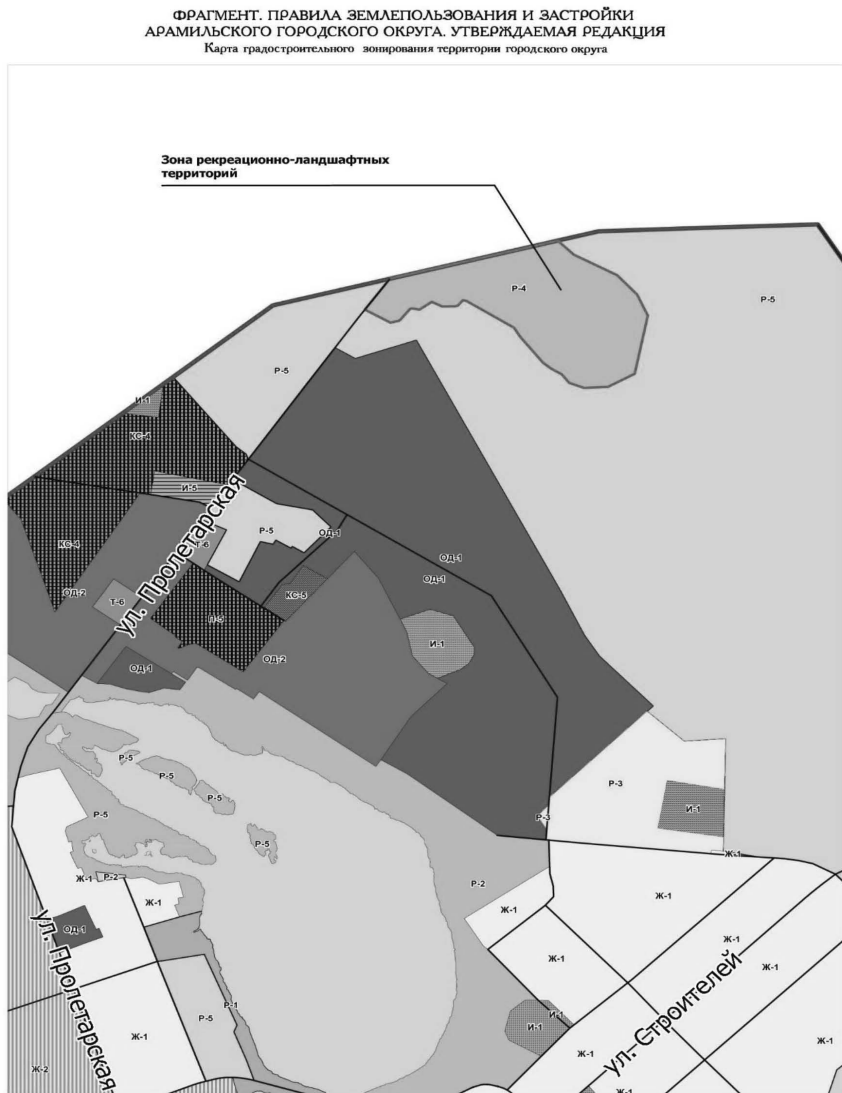 ФРАГМЕНТ. ПРАВИЛА ЗЕМЛЕПОЛЬЗОВАНИЯ И ЗАСТРОЙКИ
АРАМИЛЬСКОГО ГОРОДСКОГО ОКРУГА. УТВЕРЖДАЕМАЯ РЕДАКЦИЯ
Карта градостроительного зонирования территории городского округа
Зона рекреационно-ландшафтных
территорий
Р-4
Р-5
Р-5
И-1
КС-4
И-5
ул. Пролетарская
Р-5
ОД-1
Т-6
КС-4
ОД-1
ОД-1
ОД-2
Т-6
КС-5
П-5
И-1
ОД-2
ОД-1
Р-5
Р-5
Р-5
Р-3
И-1
Р-5
Р-3
Р-5
Ж-1
Ж-1
Р-2
Р-2
Ж-1
Ж-1
Ж-1
ОД-1
ул. Пролетарская
Ж-1
Ж-1
Ж-1
ул. Строителей
Р-1
Р-5
И-1
И-1
Ж-1
Ж-1
Ж-1
Ж-2
Ж-1